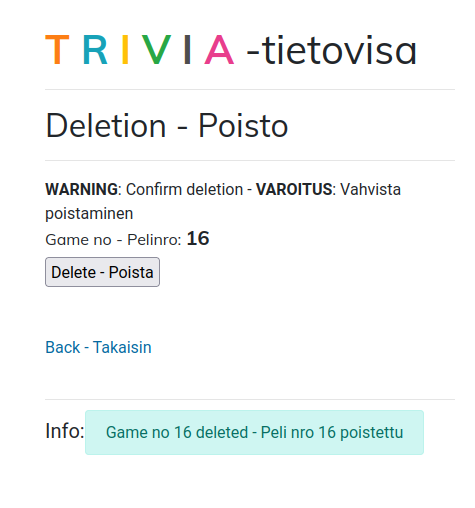 T R I V I A -tietovisa
Deletion - Poisto
WARNING: Confirm deletion - VAROITUS: Vahvista
poistaminen
Game no - Pelinro: 16
Delete - Poista
Back - Takaisin
Info: Game no 16 deleted - Peli nro 16 poistettu